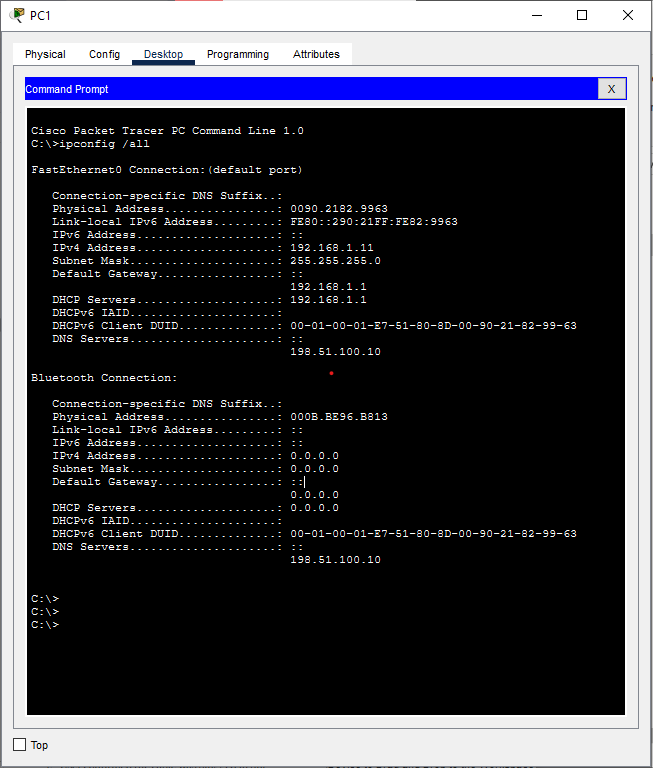 PC1
Physical Config Desktop Programming Attributes
Command Prompt X
Cisco Packet Tracer PC Command Line 1.0
C:\>ipconfig /all
FastEthernet0 Connection:(default port)
Connection-specific DNS Suffix..:
Physical Address................: 0090.2182.9963
Link-local IPv6 Address.........: FE80::290:21FF:FE82:9963
IPv6 Address....................: ::
IPv4 Address....................: 192.168.1.11
Subnet Mask.....................: 255.255.255.0
Default Gateway.................: ::
192.168.1.1
DHCP Servers....................: 192.168.1.1
DHCPv6 IAID.....................:
DHCPv6 Client DUID..............: 00-01-00-01-E7-51-80-8D-00-90-21-82-99-63
DNS Servers.....................: ::
198.51.100.10
Bluetooth Connection:
Connection-specific DNS Suffix..:
Physical Address................: 000B.BE96.B813
Link-local IPv6 Address.........: ::
IPv6 Address....................: ::
IPv4 Address....................: 0.0.0.0
Subnet Mask.....................: 0.0.0.0
Default Gateway.................: ::
0.0.0.0
DHCP Servers....................: 0.0.0.0
DHCPv6 IAID.....................:
DHCPv6 Client DUID..............: 00-01-00-01-E7-51-80-8D-00-90-21-82-99-63
DNS Servers.....................: ::
198.51.100.10
C:\>
C:\>
C:\>
Top